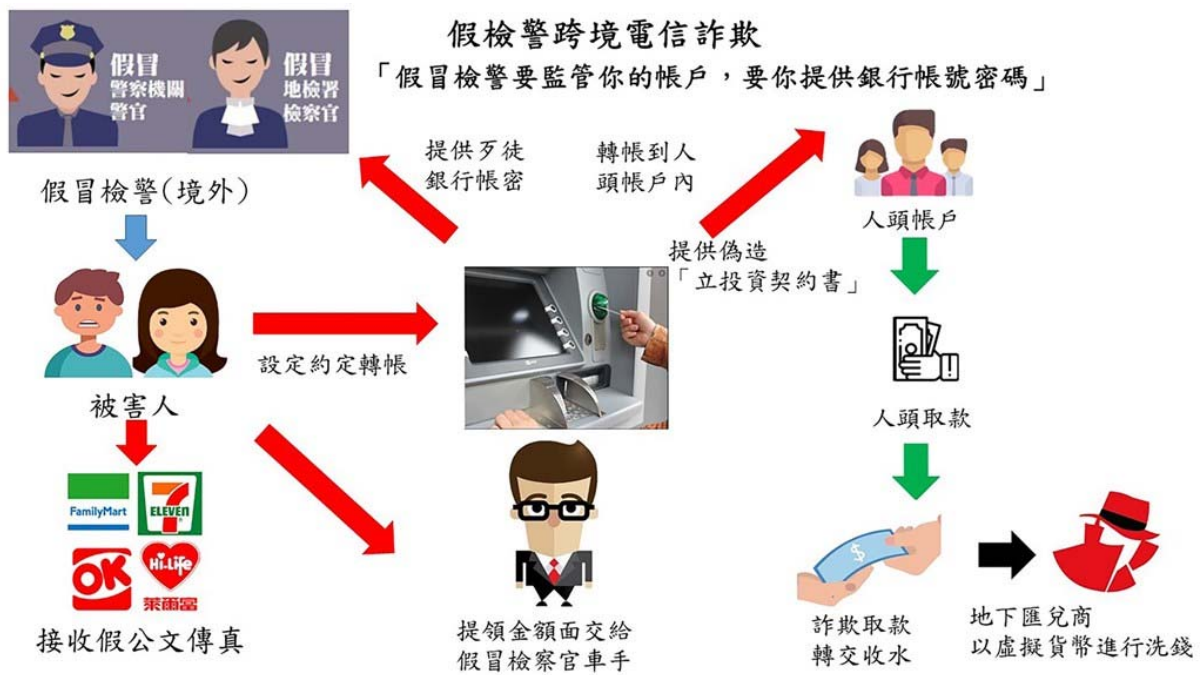 假檢警跨境電信詐欺
「假冒檢警要監管你的帳戶,要你提供銀行帳號密碼」
假冒
警察機關
警官
假冒
地檢署
檢察官
假冒檢警(境外)
提供歹徒
銀行帳密
轉帳到人
頭帳戶內
人頭帳戶
提供偽造
「立投資契約書」
設定約定轉帳
被害人
人頭取款
FamilyMart
7
ELEVEn
OK
Hi-Life
萊爾富
接收假公文傳真
提領金額面交給
假冒檢察官車手
$
詐欺取款
轉交收水
地下匯兌商
以虛擬貨幣進行洗錢